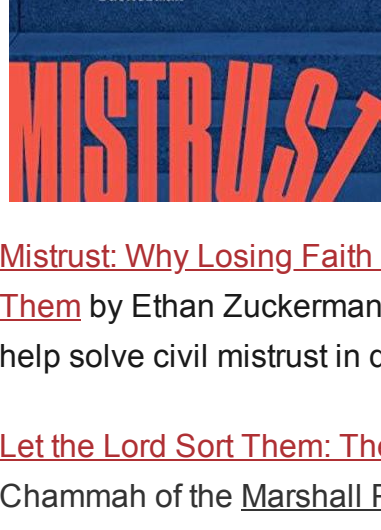 MISTRUST
Mistrust: Why Losing Faith
Them by Ethan Zuckerman
help solve civil mistrust in
Let the Lord Sort Them: The
Chammah of the Marshall